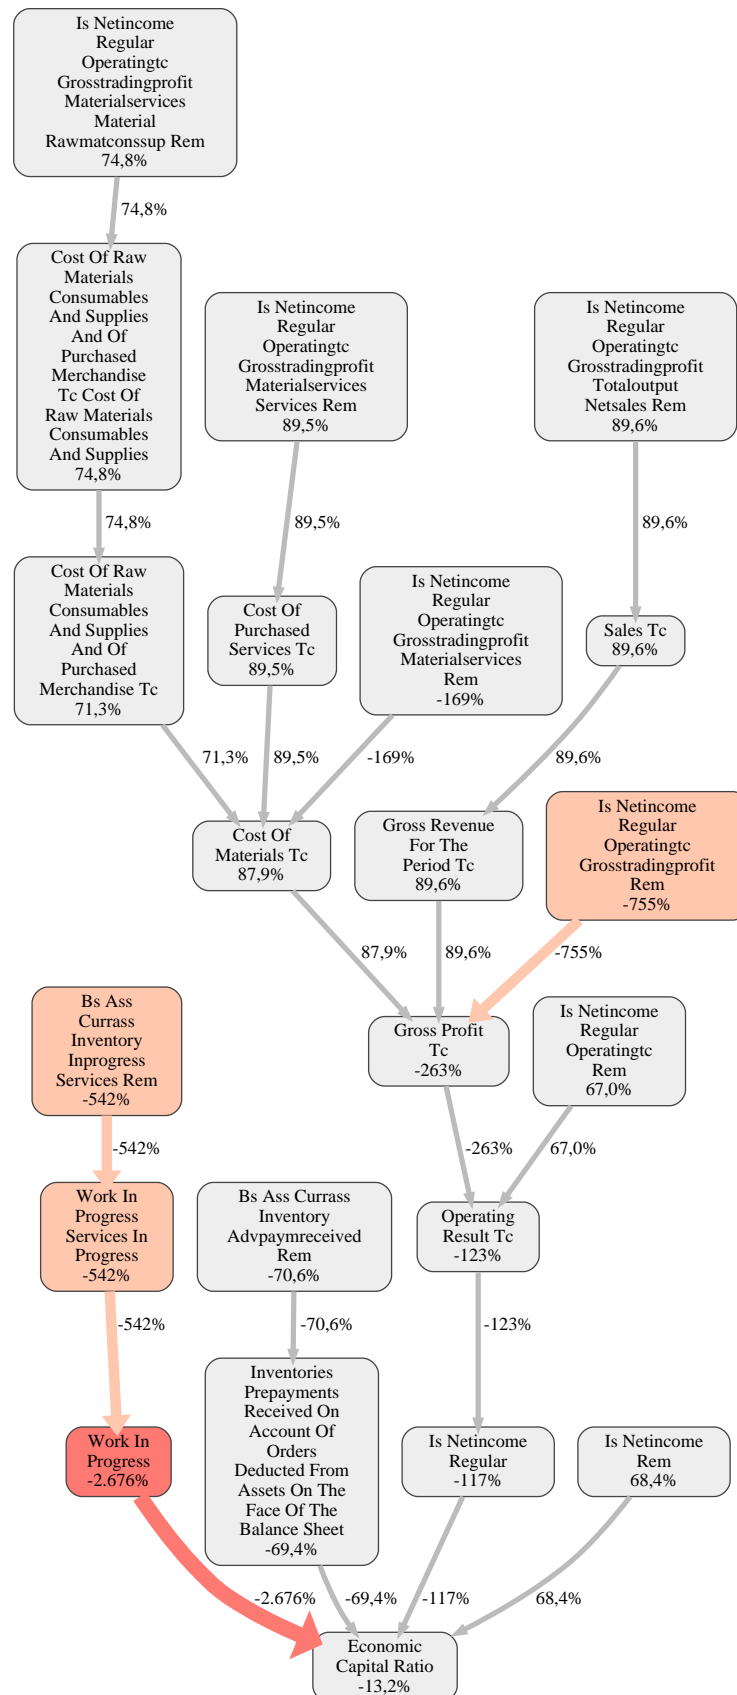 Is Netincome
Regular
Operatingtc
Grosstradingprofit
Materialservices
Material
Rawmatconssup Rem
74,8%
74,8%
Cost Of Raw
Materials
Consumables
And Supplies
And Of
Purchased
Merchandise
Tc Cost Of
Raw Materials
Consumables
And Supplies
74,8%
Is Netincome
Regular
Operatingtc
Grosstradingprofit
Materialservices
Services Rem
89,5%
Is Netincome
Regular
Operatingtc
Grosstradingprofit
Totaloutput
Netsales Rem
89,6%
74,8%
89,5%
89,6%
Cost Of Raw
Materials
Consumables
And Supplies
And Of
Purchased
Merchandise Tc
71,3%
Cost Of
Purchased
Services Tc
89,5%
Is Netincome
Regular
Operatingtc
Grosstradingprofit
Materialservices
Rem
-169%
Sales Tc
89,6%
71,3%
89,5%
-169%
89,6%
Cost Of
Materials Tc
87,9%
Gross Revenue
For The
Period Tc
89,6%
Is Netincome
Regular
Operatingtc
Grosstradingprofit
Rem
-755%
87,9%
89,6%
-755%
Bs Ass
Currass
Inventory
Inprogress
Services Rem
-542%
Gross Profit
Tc
-263%
Is Netincome
Regular
Operatingtc
Rem
67,0%
-542%
-263%
67,0%
Work In
Progress
Services In
Progress
-542%
Bs Ass Currass
Inventory
Advpaymreceived
Rem
-70,6%
Operating
Result Tc
-123%
-542%
-70,6%
-123%
Work In
Progress
-2.676%
Inventories
Prepayments
Received On
Account Of
Orders
Deducted From
Assets On The
Face Of The
Balance Sheet
-69,4%
Is Netincome
Regular
-117%
Is Netincome
Rem
68,4%
-2.676%
-69,4%
-117%
68,4%
Economic
Capital Ratio
-13,2%